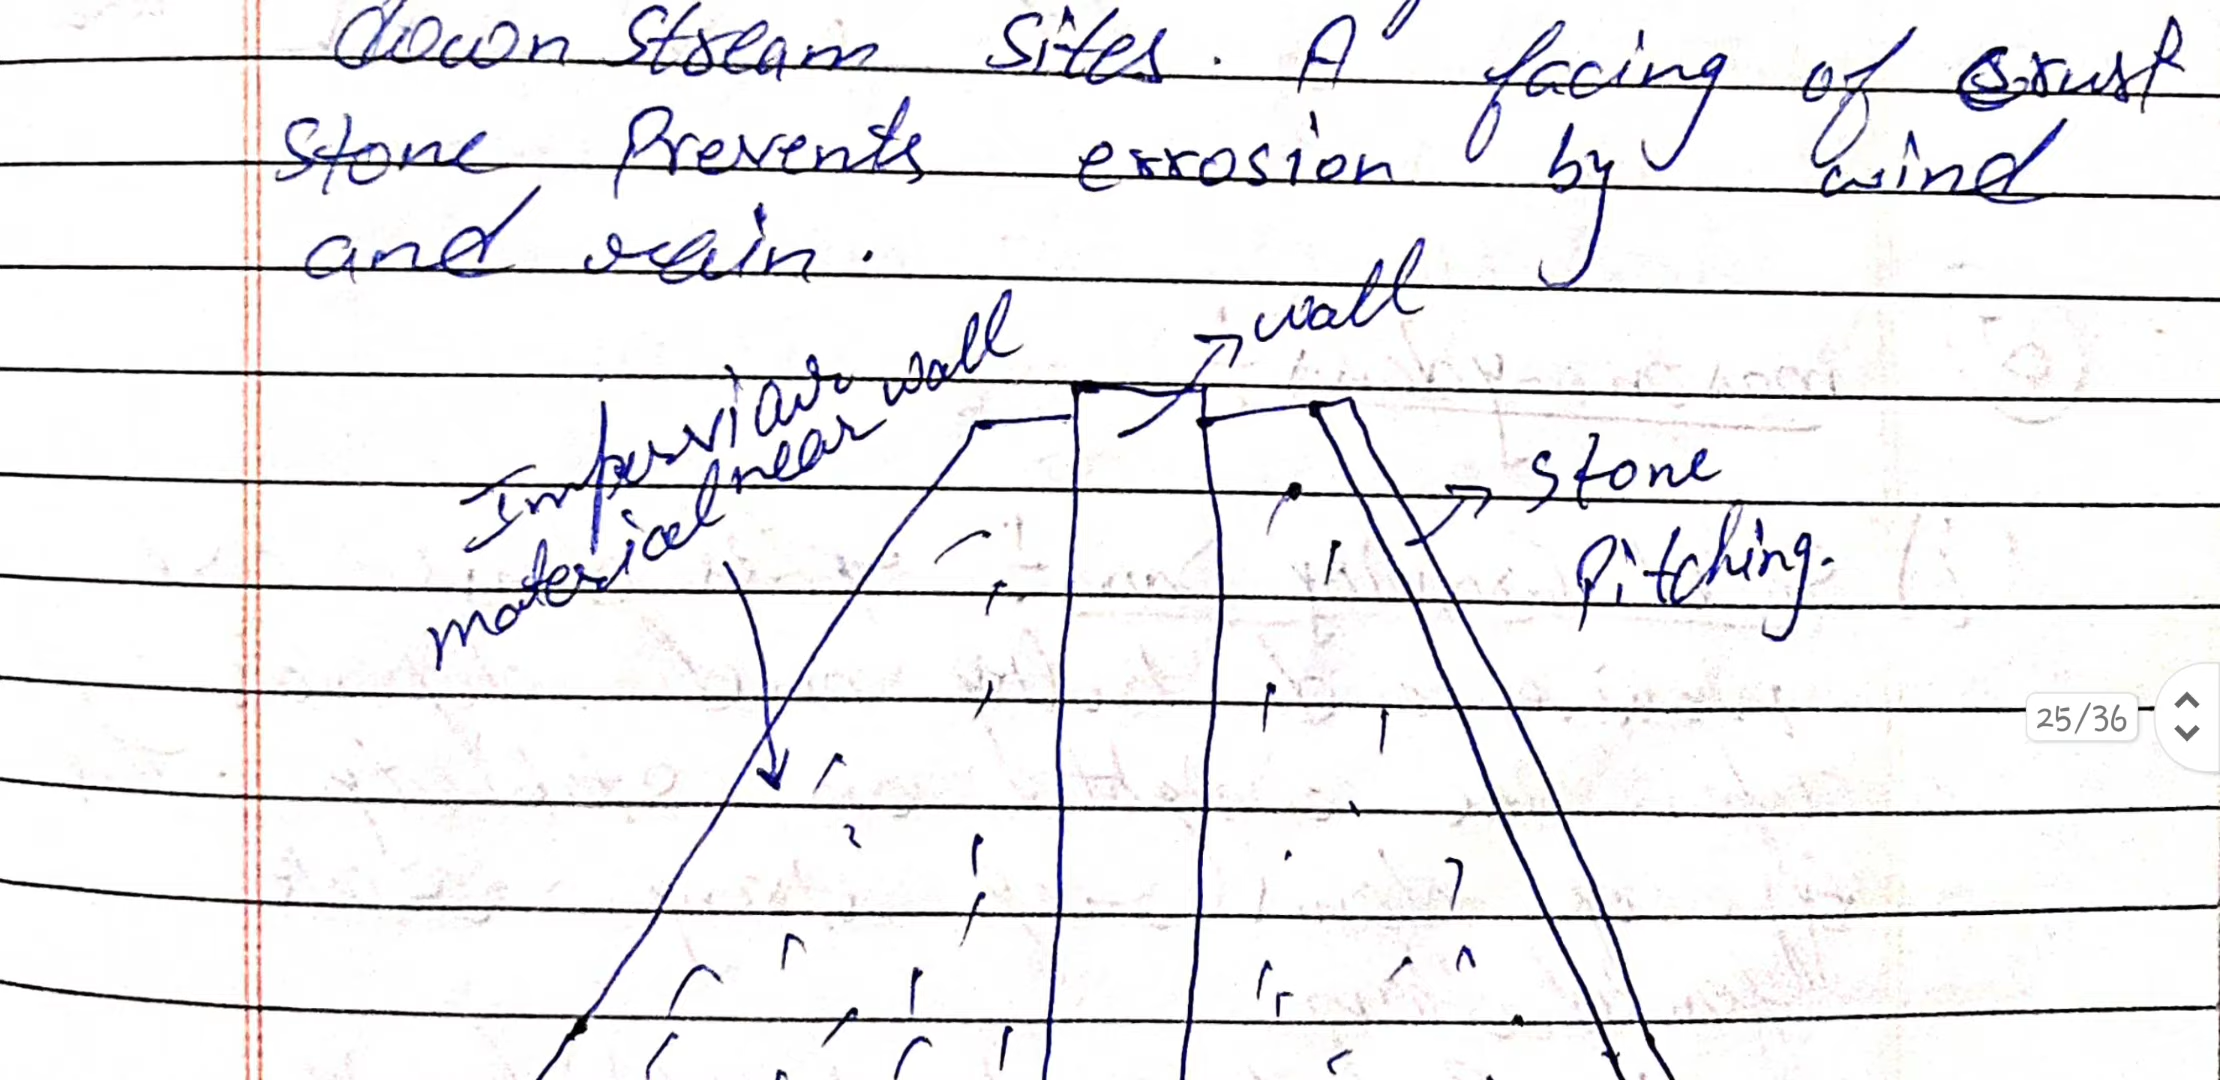 down stream sites. A facing of crust
stone Prevents errosion by wind
and rain.
wall
Imperviour
material near wall
stone
Pitching.
25/36